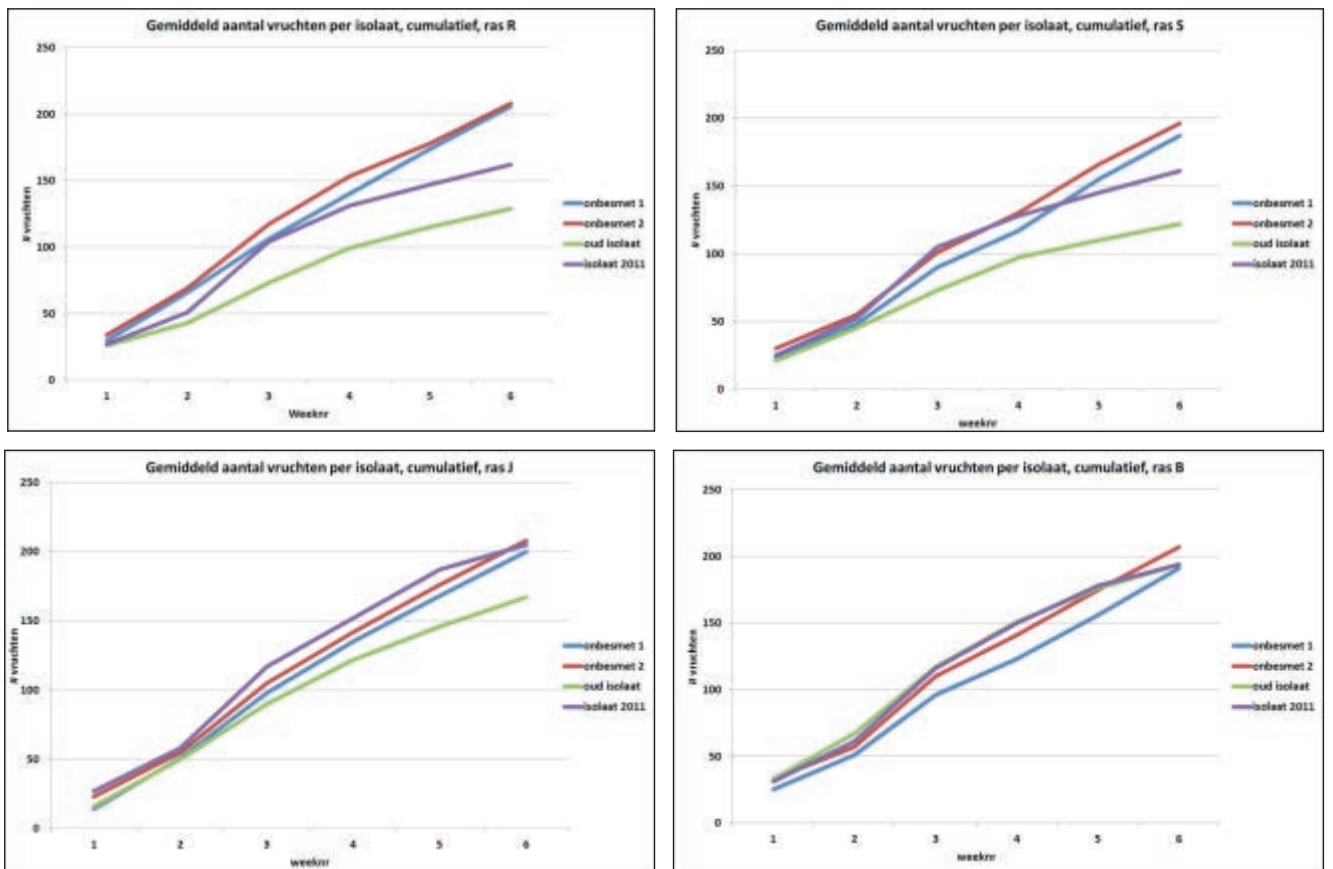 Gemiddeld aantal vruchten per isolaat, cumulatief, ras R
250
200
150
100
50
0
# vruchten
1 2 3 4 5 6
Weeknr
onbesmet 1
onbesmet 2
oud isolaat
isolaat 2011
Gemiddeld aantal vruchten per isolaat, cumulatief, ras S
250
200
150
100
50
0
# vruchten
1 2 3 4 5 6
weeknr
onbesmet 1
onbesmet 2
oud isolaat
isolaat 2011
Gemiddeld aantal vruchten per isolaat, cumulatief, ras J
250
200
150
100
50
0
# vruchten
1 2 3 4 5 6
weeknr
onbesmet 1
onbesmet 2
oud isolaat
isolaat 2011
Gemiddeld aantal vruchten per isolaat, cumulatief, ras B
250
200
150
100
50
0
# vruchten
1 2 3 4 5 6
weeknr
onbesmet 1
onbesmet 2
oud isolaat
isolaat 2011